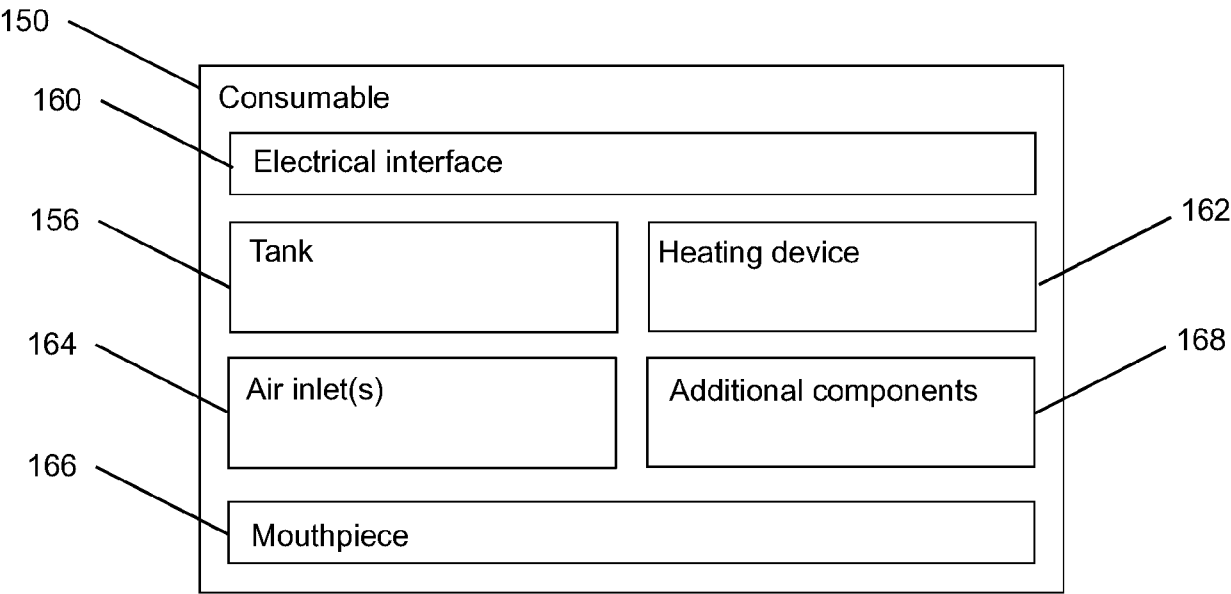 150
Consumable
160
Electrical interface
156
Tank
Heating device
162
164
Air inlet(s)
Additional components
168
166
Mouthpiece